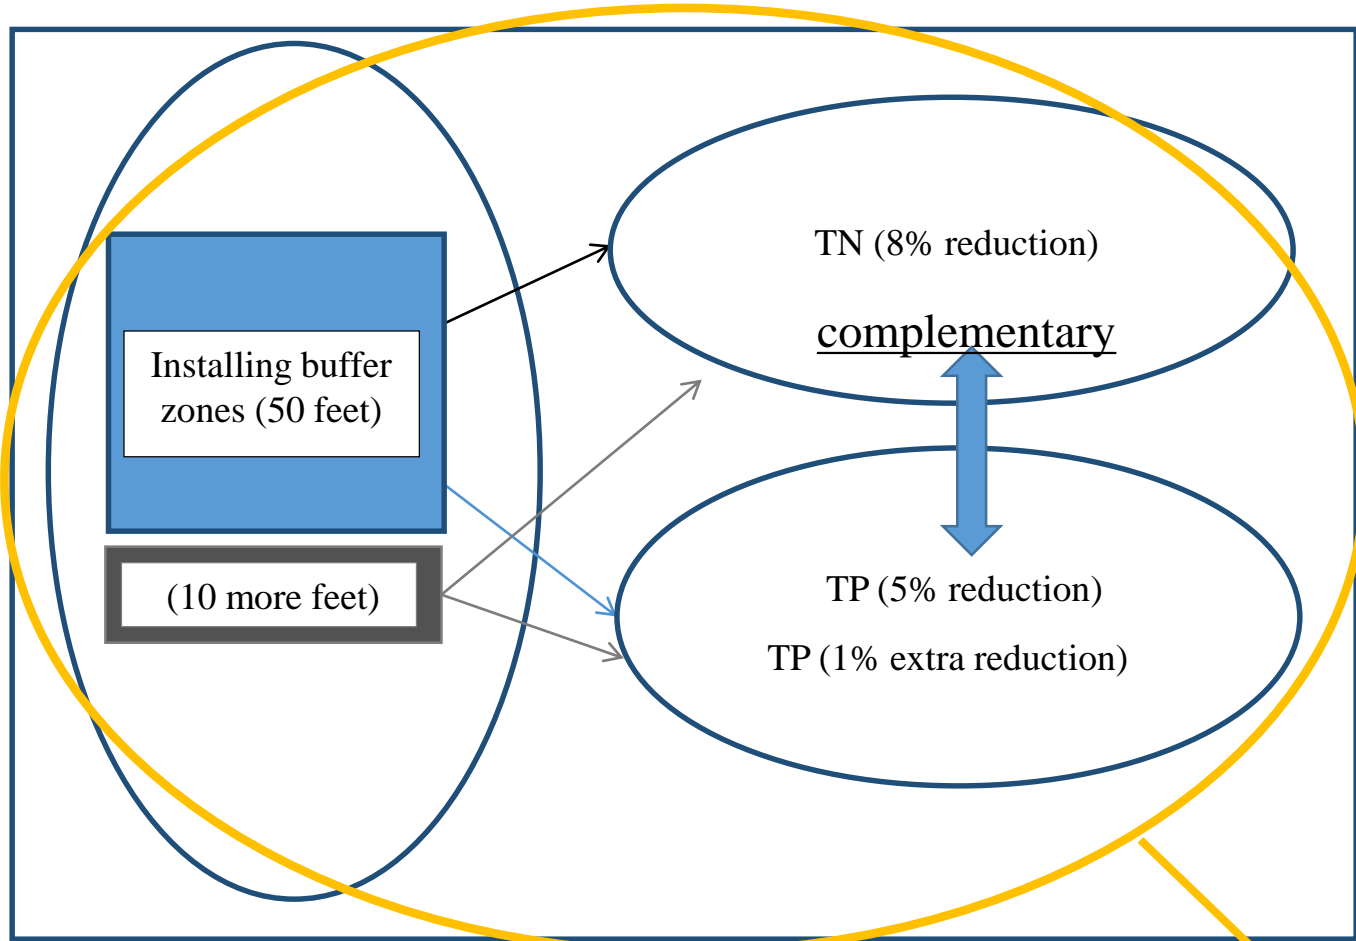 TN (8% reduction)
complementary
Installing buffer
zones (50 feet)
(10 more feet)
TP (5% reduction)
TP (1% extra reduction)